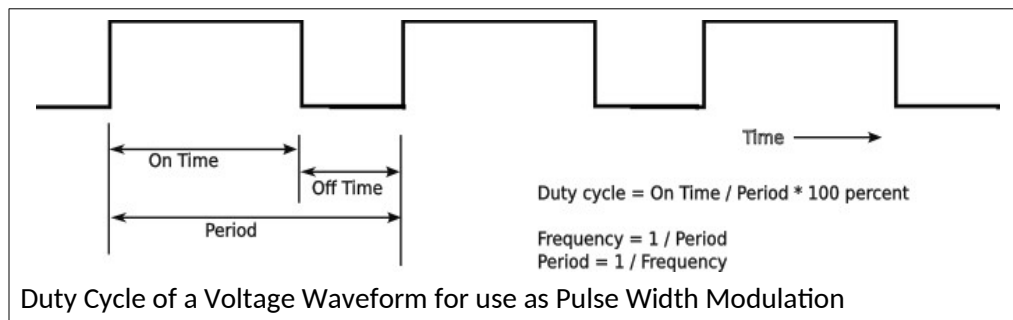 Time
On Time
Off Time
Period
Duty cycle = On Time / Period * 100 percent
Frequency = 1 / Period
Period = 1 / Frequency
Duty Cycle of a Voltage Waveform for use as Pulse Width Modulation